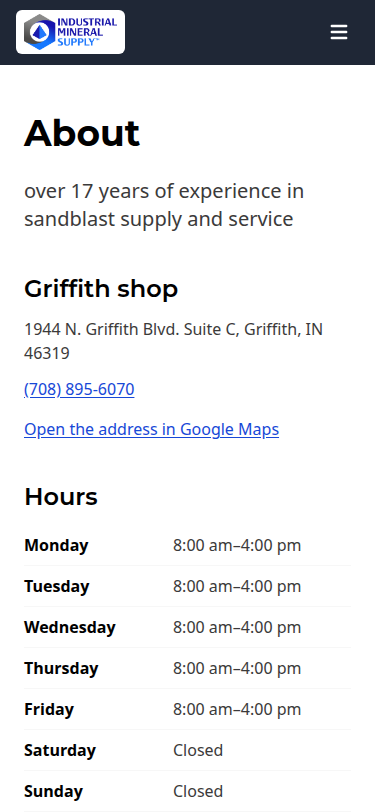 INDUSTRIAL
MINERAL
SUPPLY™
About
over 17 years of experience in
sandblast supply and service
Griffith shop
1944 N. Griffith Blvd. Suite C, Griffith, IN
46319
(708) 895-6070
Open the address in Google Maps
Hours
Monday 8:00 am–4:00 pm
Tuesday 8:00 am–4:00 pm
Wednesday 8:00 am–4:00 pm
Thursday 8:00 am–4:00 pm
Friday 8:00 am–4:00 pm
Saturday Closed
Sunday Closed